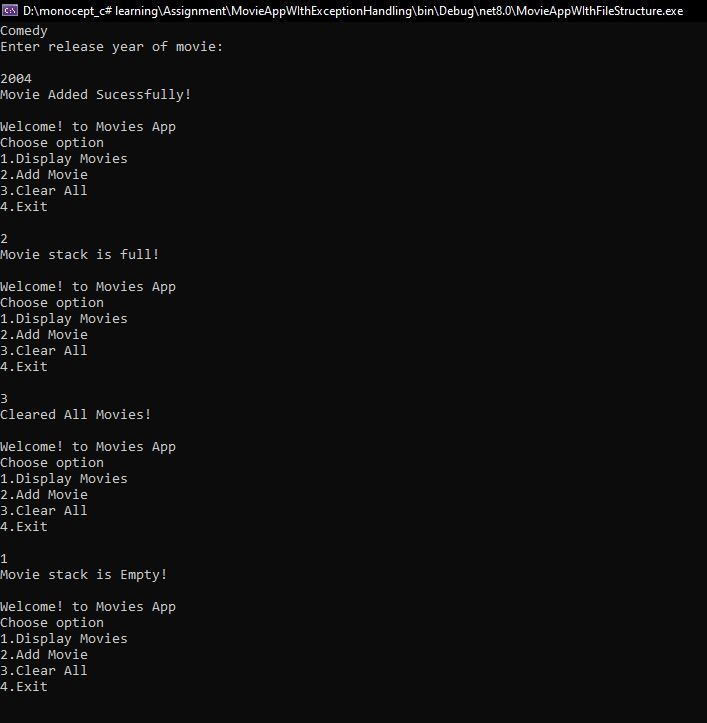 D:\monocept_c# learning\Assignment\MovieAppWIthExceptionHandling\bin\Debug\net8.0\MovieAppWIthFileStructure.exe
Comedy
Enter release year of movie:
2004
Movie Added Sucessfully!
Welcome! to Movies App
Choose option
1.Display Movies
2.Add Movie
3.Clear All
4.Exit
2
Movie stack is full!
Welcome! to Movies App
Choose option
1.Display Movies
2.Add Movie
3.Clear All
4.Exit
3
Cleared All Movies!
Welcome! to Movies App
Choose option
1.Display Movies
2.Add Movie
3.Clear All
4.Exit
1
Movie stack is Empty!
Welcome! to Movies App
Choose option
1.Display Movies
2.Add Movie
3.Clear All
4.Exit